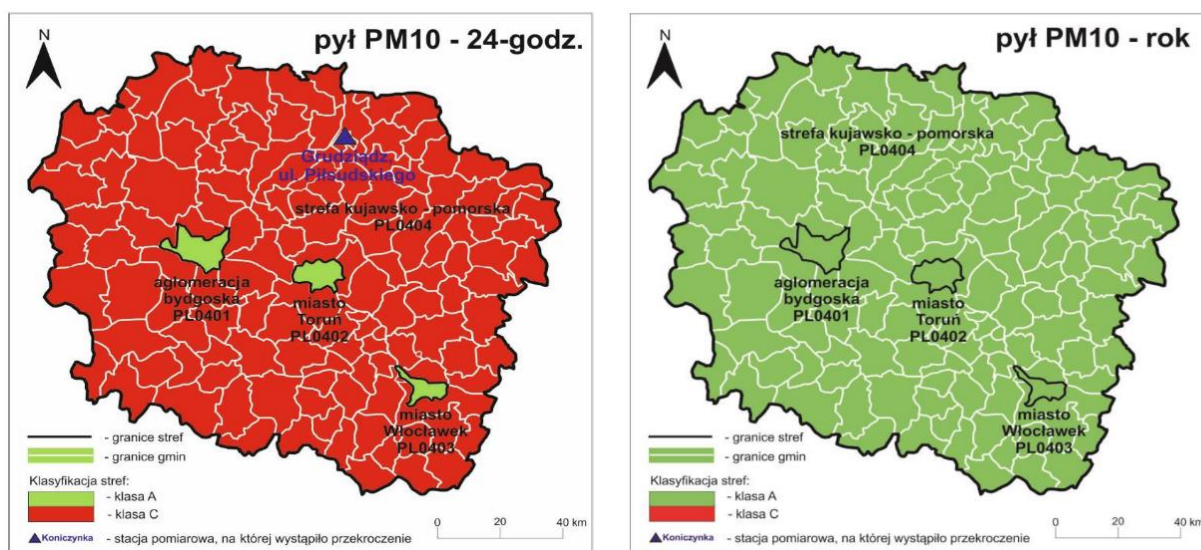 pył PM10 - 24-godz.
N
Grudziądz,
ul. Piłsudskiego
strefa kujawsko - pomorska
PL0404
aglomeracja
bydgoska
PL0401
miasto
Toruń
PL0402
miasto
Włocławek
PL0403
- granice stref
- granice gmin
Klasyfikacja stref:
- klasa A
- klasa C
Koniczynka - stacja pomiarowa, na której wystąpiło przekroczenie
0 20 40 km
pył PM10 - rok
N
strefa kujawsko - pomorska
PL0404
aglomeracja
bydgoska
PL0401
miasto
Toruń
PL0402
miasto
Włocławek
PL0403
- granice stref
- granice gmin
Klasyfikacja stref:
- klasa A
- klasa C
Koniczynka - stacja pomiarowa, na której wystąpiło przekroczenie
0 20 40 km